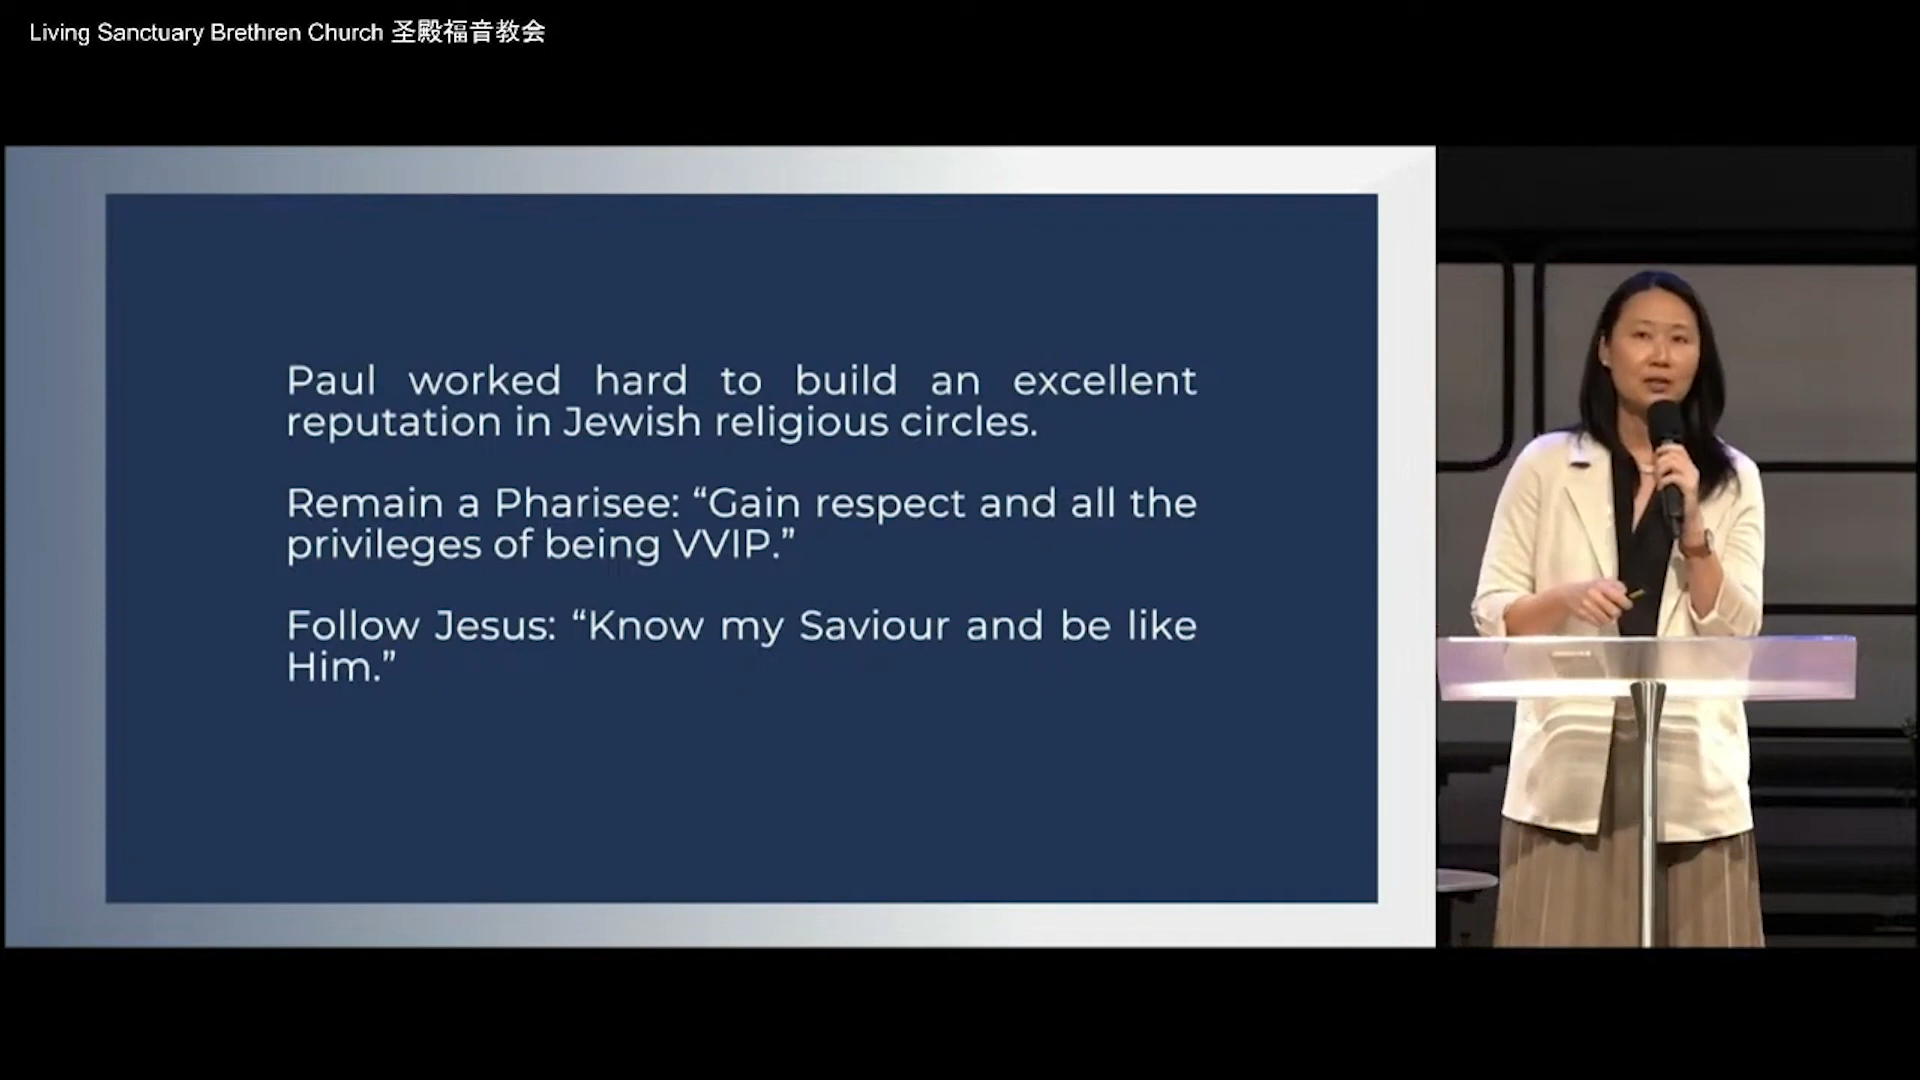 Living Sanctuary Brethren Church 圣殿福音教会
Paul worked hard to build an excellent
reputation in Jewish religious circles.
Remain a Pharisee: “Gain respect and all the
privileges of being VVIP.”
Follow Jesus: “Know my Saviour and be like
Him.”